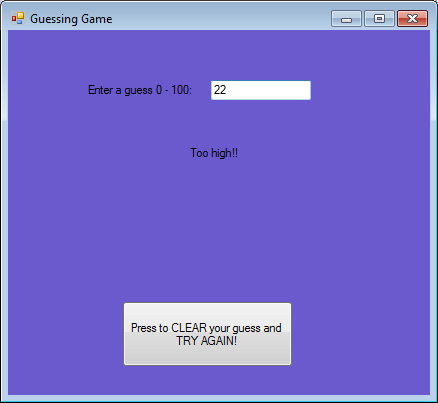 Guessing Game
Enter a guess 0 - 100: 22
Too high!!
Press to CLEAR your guess and
TRY AGAIN!